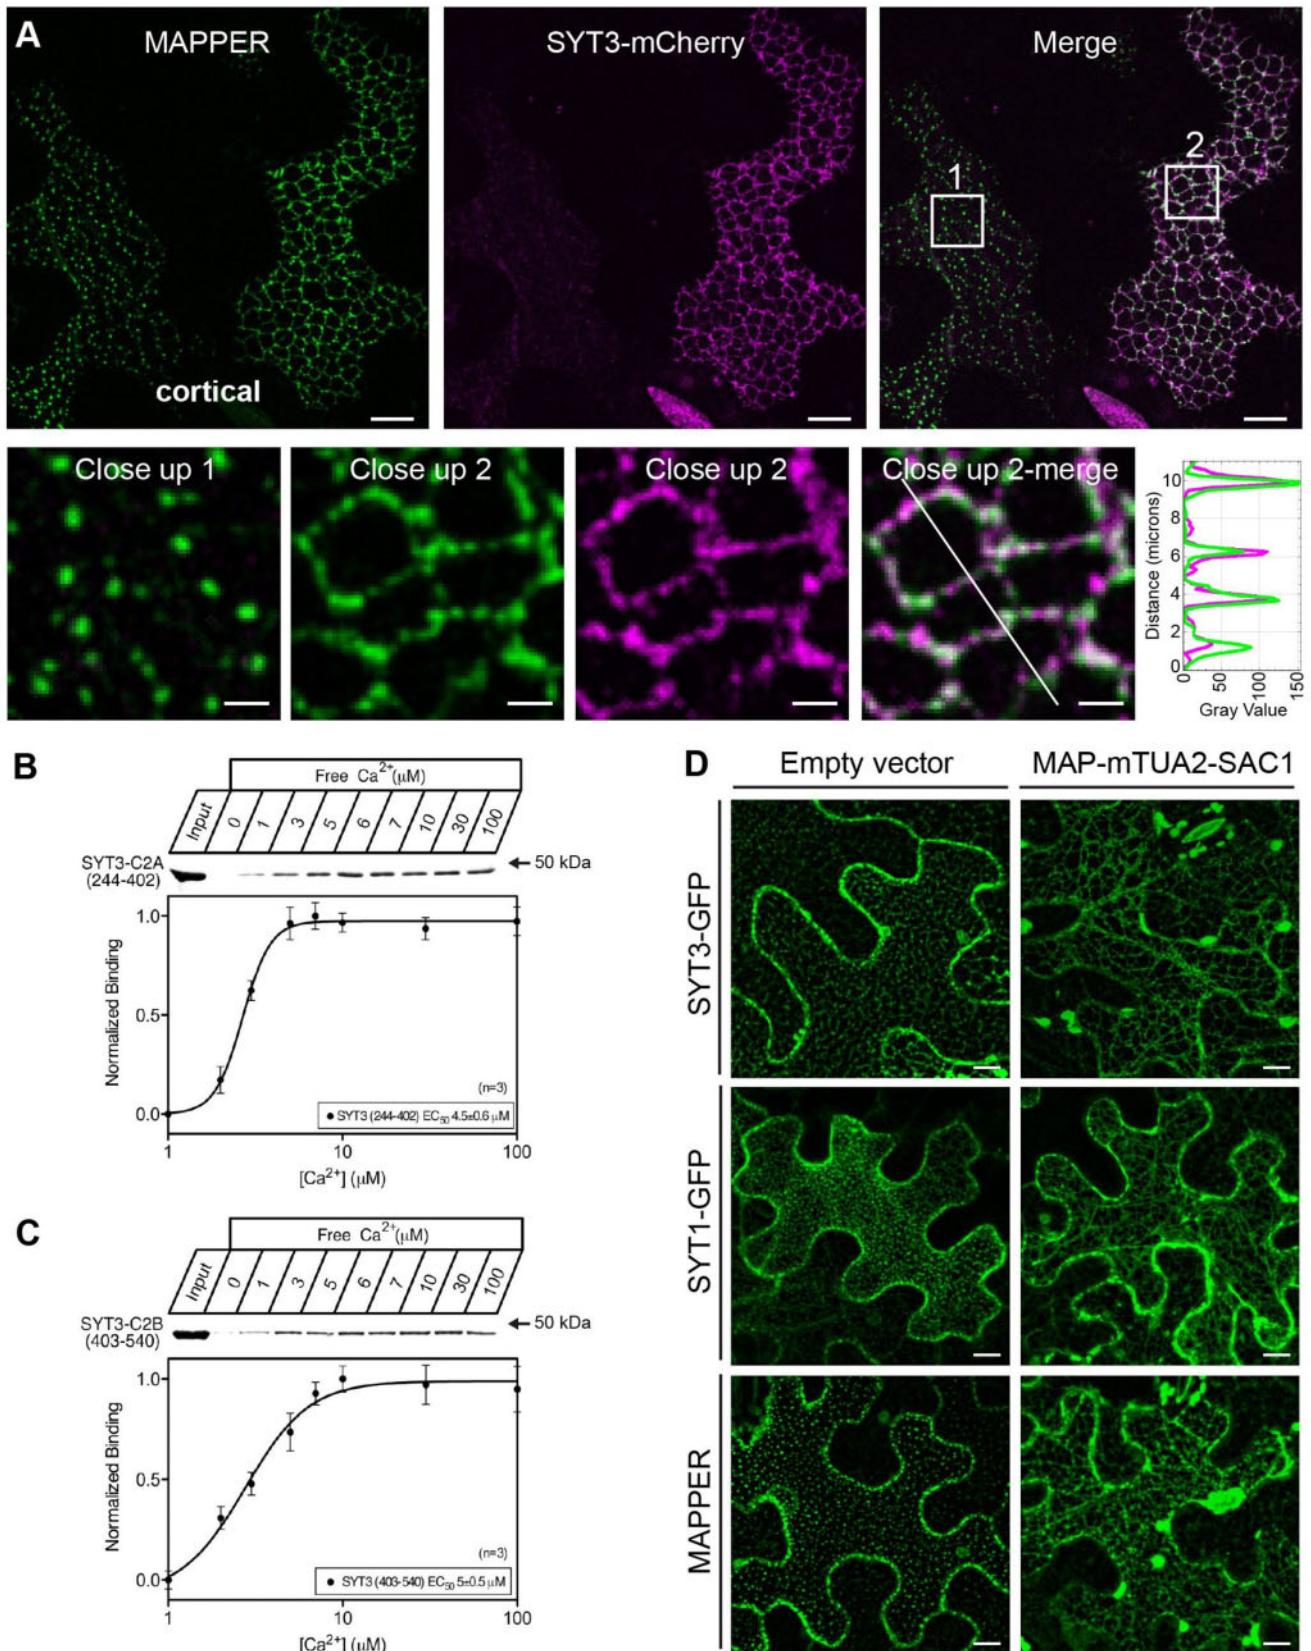 A
MAPPER
SYT3-mCherry
Merge
1
2
cortical
Close up 1
Close up 2
Close up 2
Close up 2-merge
10
8
6
4
2
0
Distance (microns)
0
50
100
150
Gray Value
B
Free Ca2+(μM)
Input
0
1
3
5
6
7
10
30
100
SYT3-C2A
(244-402)
50 kDa
1.0
0.5
0.0
Normalized Binding
(n=3)
SYT3 (244-402) EC50 4.5±0.6 μM
1
10
100
[Ca2+] (μM)
C
Free Ca2+(μM)
Input
0
1
3
5
6
7
10
30
100
SYT3-C2B
(403-540)
50 kDa
1.0
0.5
0.0
Normalized Binding
(n=3)
SYT3 (403-540) EC50 5±0.5 μM
1
10
100
[Ca2+] (μM)
D
Empty vector
MAP-mTUA2-SAC1
SYT3-GFP
SYT1-GFP
MAPPER